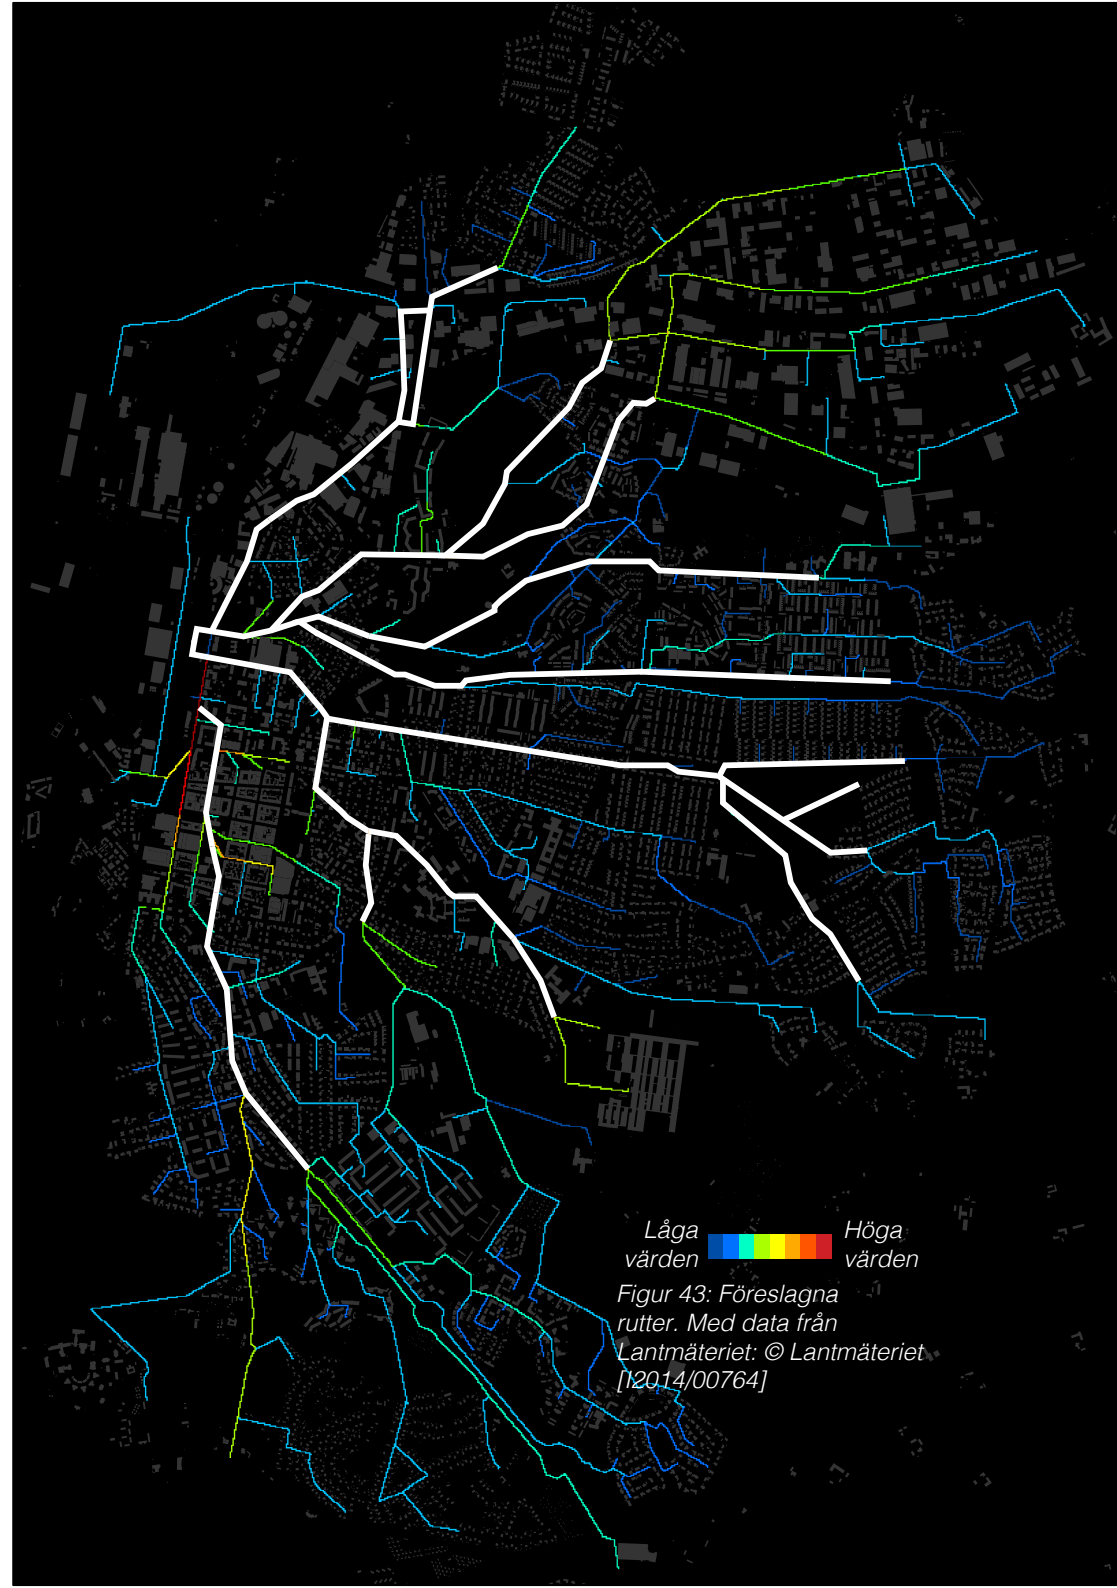 Låga
värden
Höga
värden
Figur 43: Föreslagna
rutter. Med data från
Lantmäteriet: © Lantmäteriet
[I2014/00764]